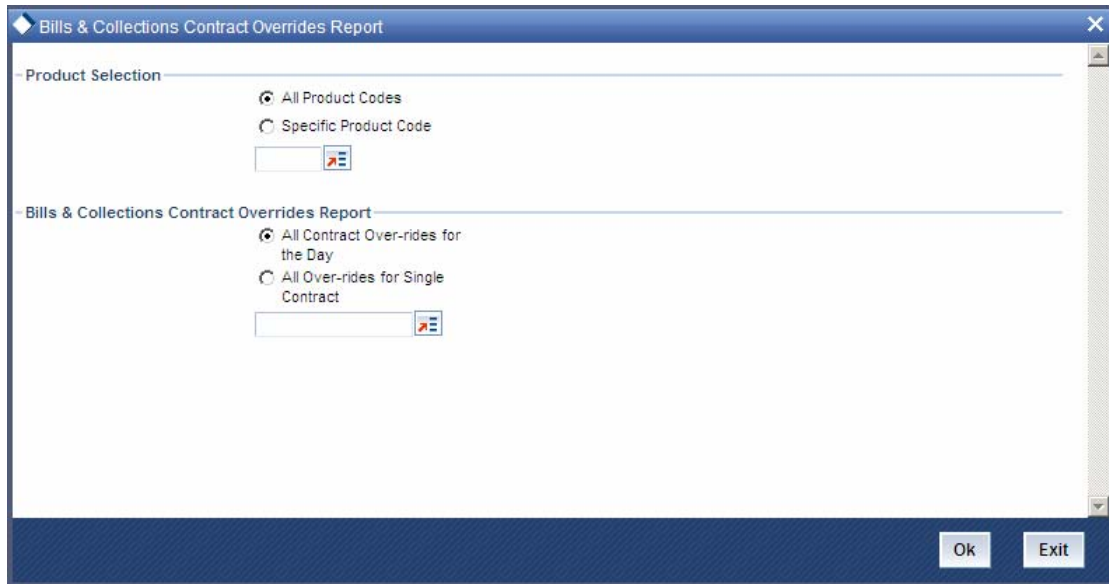 Bills & Collections Contract Overrides Report
Product Selection
All Product Codes
Specific Product Code
Bills & Collections Contract Overrides Report
All Contract Over-rides for
the Day
All Over-rides for Single
Contract
Ok
Exit